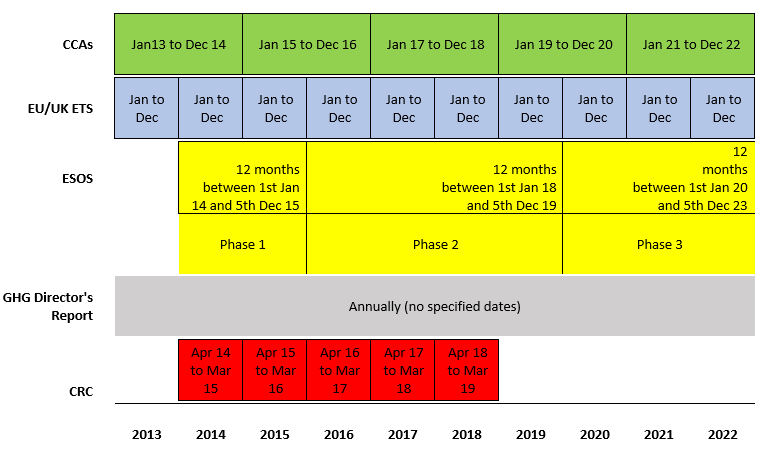 CCAs
Jan13 to Dec 14
Jan 15 to Dec 16
Jan 17 to Dec 18
Jan 19 to Dec 20
Jan 21 to Dec 22
EU/UK ETS
Jan to
Dec
Jan to
Dec
Jan to
Dec
Jan to
Dec
Jan to
Dec
Jan to
Dec
Jan to
Dec
Jan to
Dec
Jan to
Dec
Jan to
Dec
ESOS
12 months
between 1st Jan
14 and 5th Dec 15
12 months
between 1st Jan 18
and 5th Dec 19
12
months
between 1st Jan 20
and 5th Dec 23
Phase 1
Phase 2
Phase 3
GHG Director's
Report
Annually (no specified dates)
CRC
Apr 14
to Mar
15
Apr 15
to Mar
16
Apr 16
to Mar
17
Apr 17
to Mar
18
Apr 18
to Mar
19
2013
2014
2015
2016
2017
2018
2019
2020
2021
2022